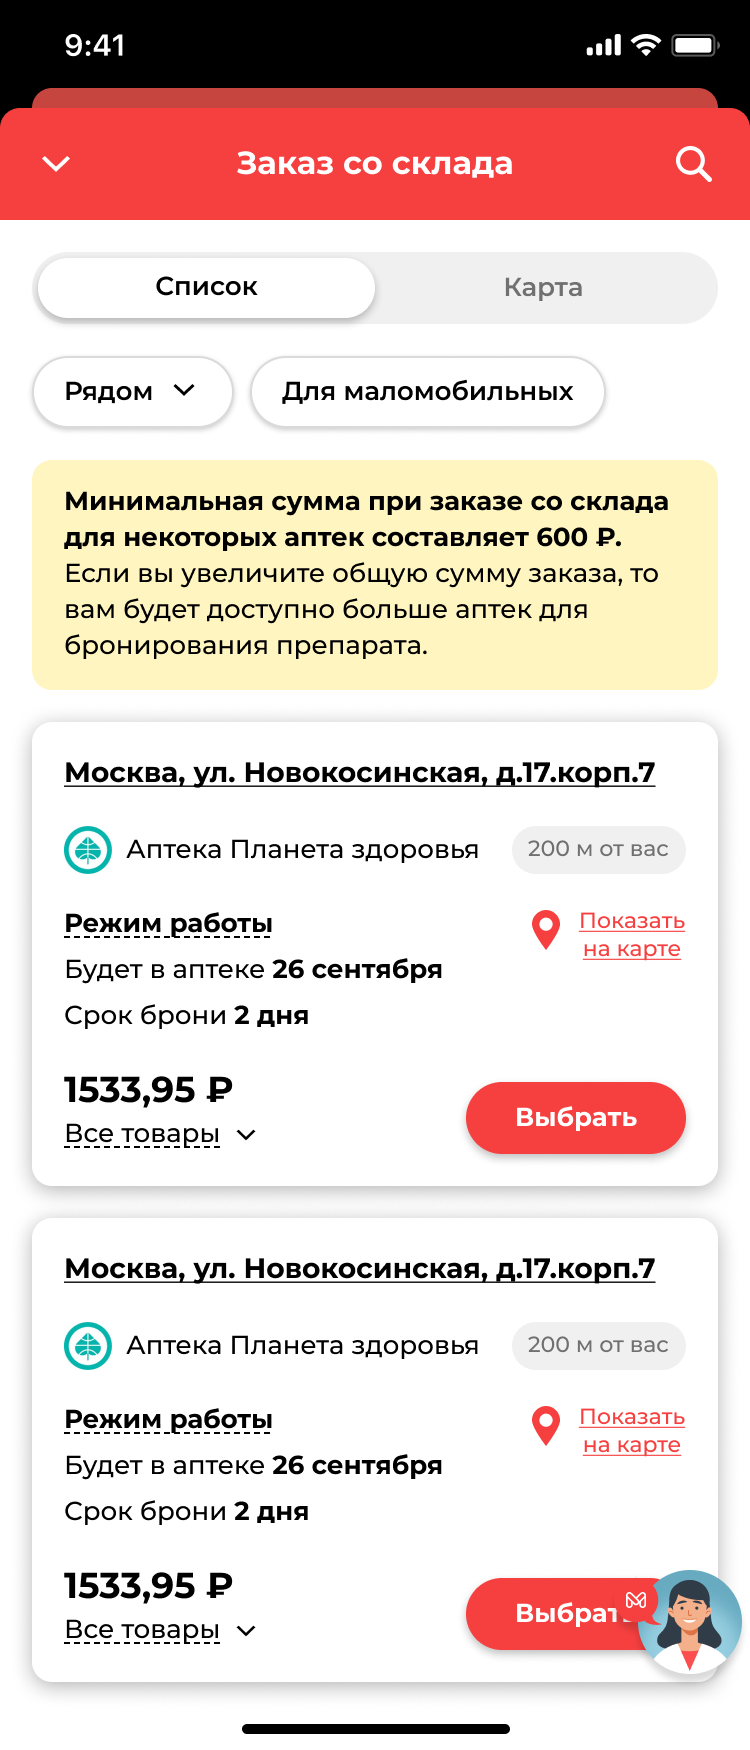 9:41
Заказ со склада
Список
Карта
Рядом
Для маломобильных
Минимальная сумма при заказе со склада
для некоторых аптек составляет 600 ₽.
Если вы увеличите общую сумму заказа, то
вам будет доступно больше аптек для
бронирования препарата.
Москва, ул. Новокосинская, д.17.корп.7
Аптека Планета здоровья
200 м от вас
Режим работы
Показать
на карте
Будет в аптеке 26 сентября
Срок брони 2 дня
1533,95 ₽
Все товары
Выбрать
Москва, ул. Новокосинская, д.17.корп.7
Аптека Планета здоровья
200 м от вас
Режим работы
Показать
на карте
Будет в аптеке 26 сентября
Срок брони 2 дня
1533,95 ₽
Все товары
Выбрат